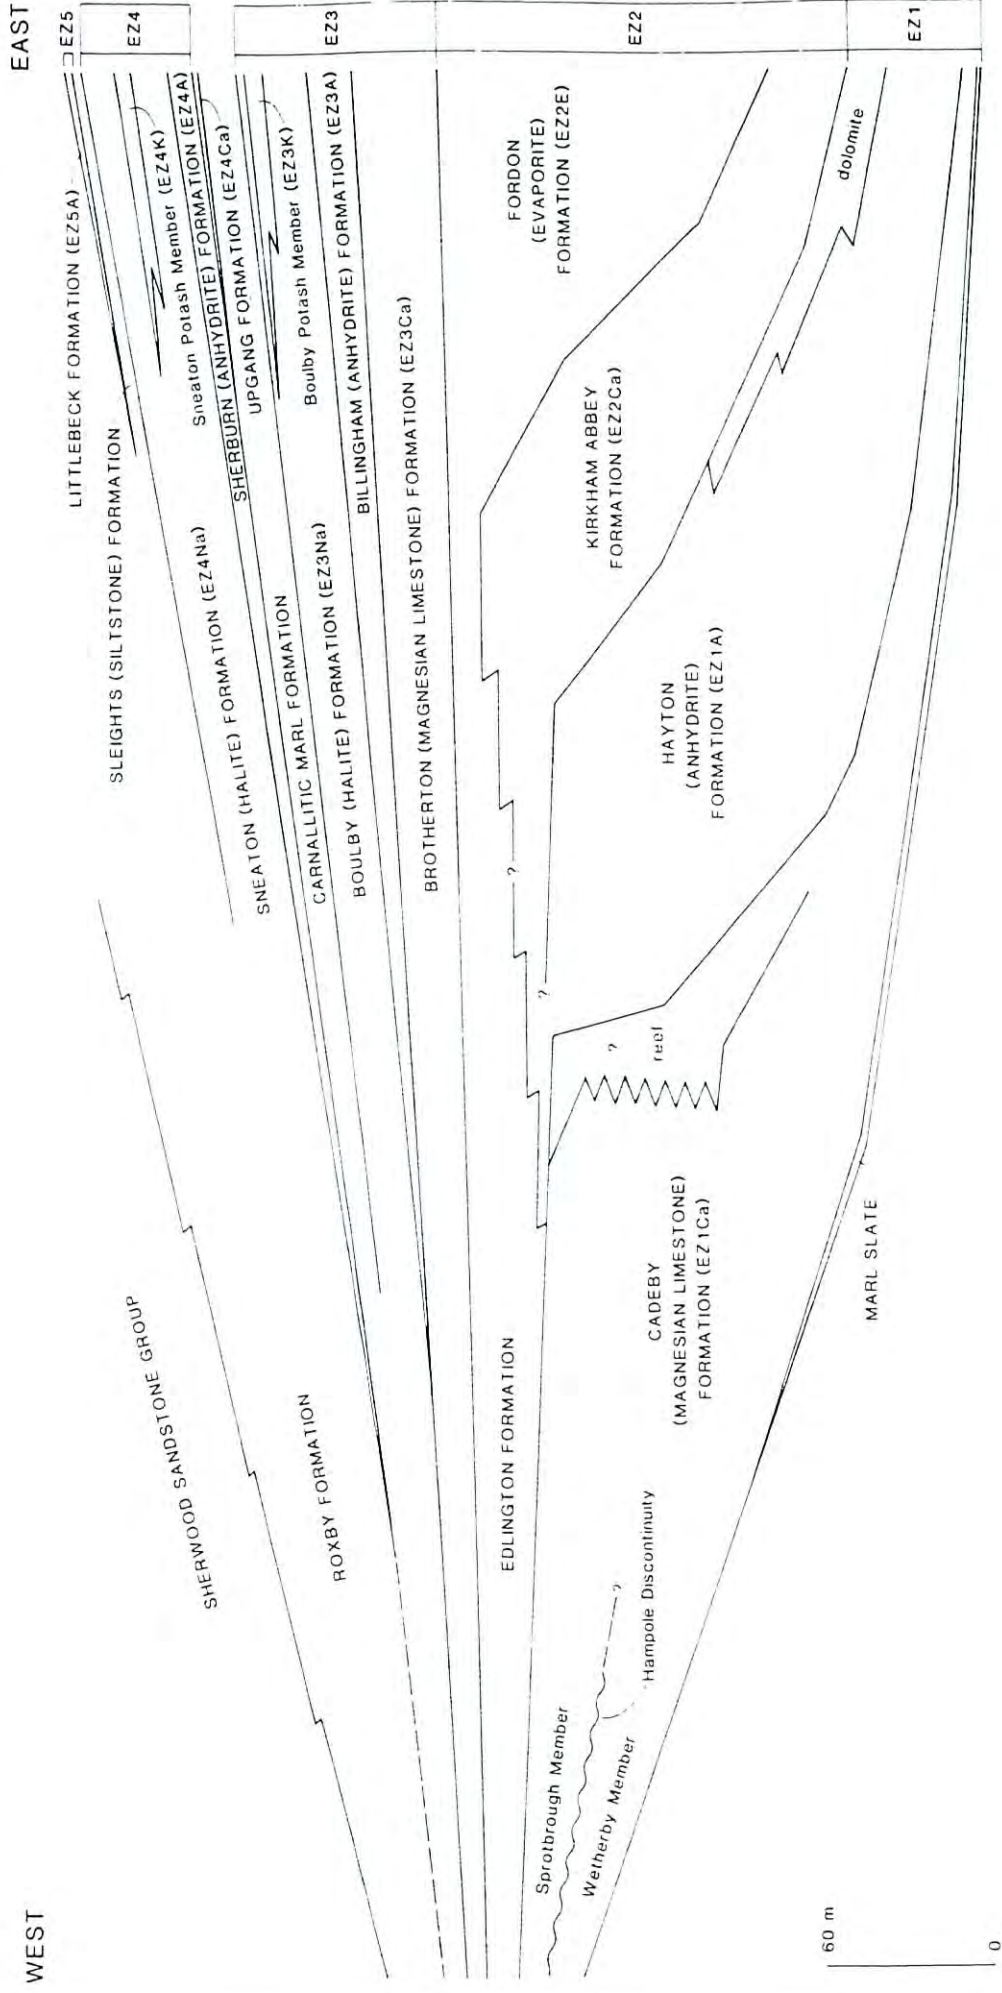 WEST
EAST
EZ5
EZ4
EZ3
EZ2
EZ1
LITTLEBECK FORMATION (EZ5A)
SLEIGHTS (SILTSTONE) FORMATION
Sneaton Potash Member (EZ4K)
SNEATON (HALITE) FORMATION (EZ4Na)
SHERBURN (ANHYDRITE) FORMATION (EZ4A)
UPGANG FORMATION (EZ4Ca)
CARNALLITIC MARL FORMATION
Boulby Potash Member (EZ3K)
BOULBY (HALITE) FORMATION (EZ3Na)
BILLINGHAM (ANHYDRITE) FORMATION (EZ3A)
BROTHERTON (MAGNESIAN LIMESTONE) FORMATION (EZ3Ca)
SHERWOOD SANDSTONE GROUP
ROXBY FORMATION
EDLINGTON FORMATION
FORDON
(EVAPORITE)
FORMATION (EZ2E)
KIRKHAM ABBEY
FORMATION (EZ2Ca)
dolomite
?
?
HAYTON
(ANHYDRITE)
FORMATION (EZ1A)
?
reef
CADEBY
(MAGNESIAN LIMESTONE)
FORMATION (EZ1Ca)
Sprotbrough Member
?
Hampole Discontinuity
Wetherby Member
MARL SLATE
60 m
0